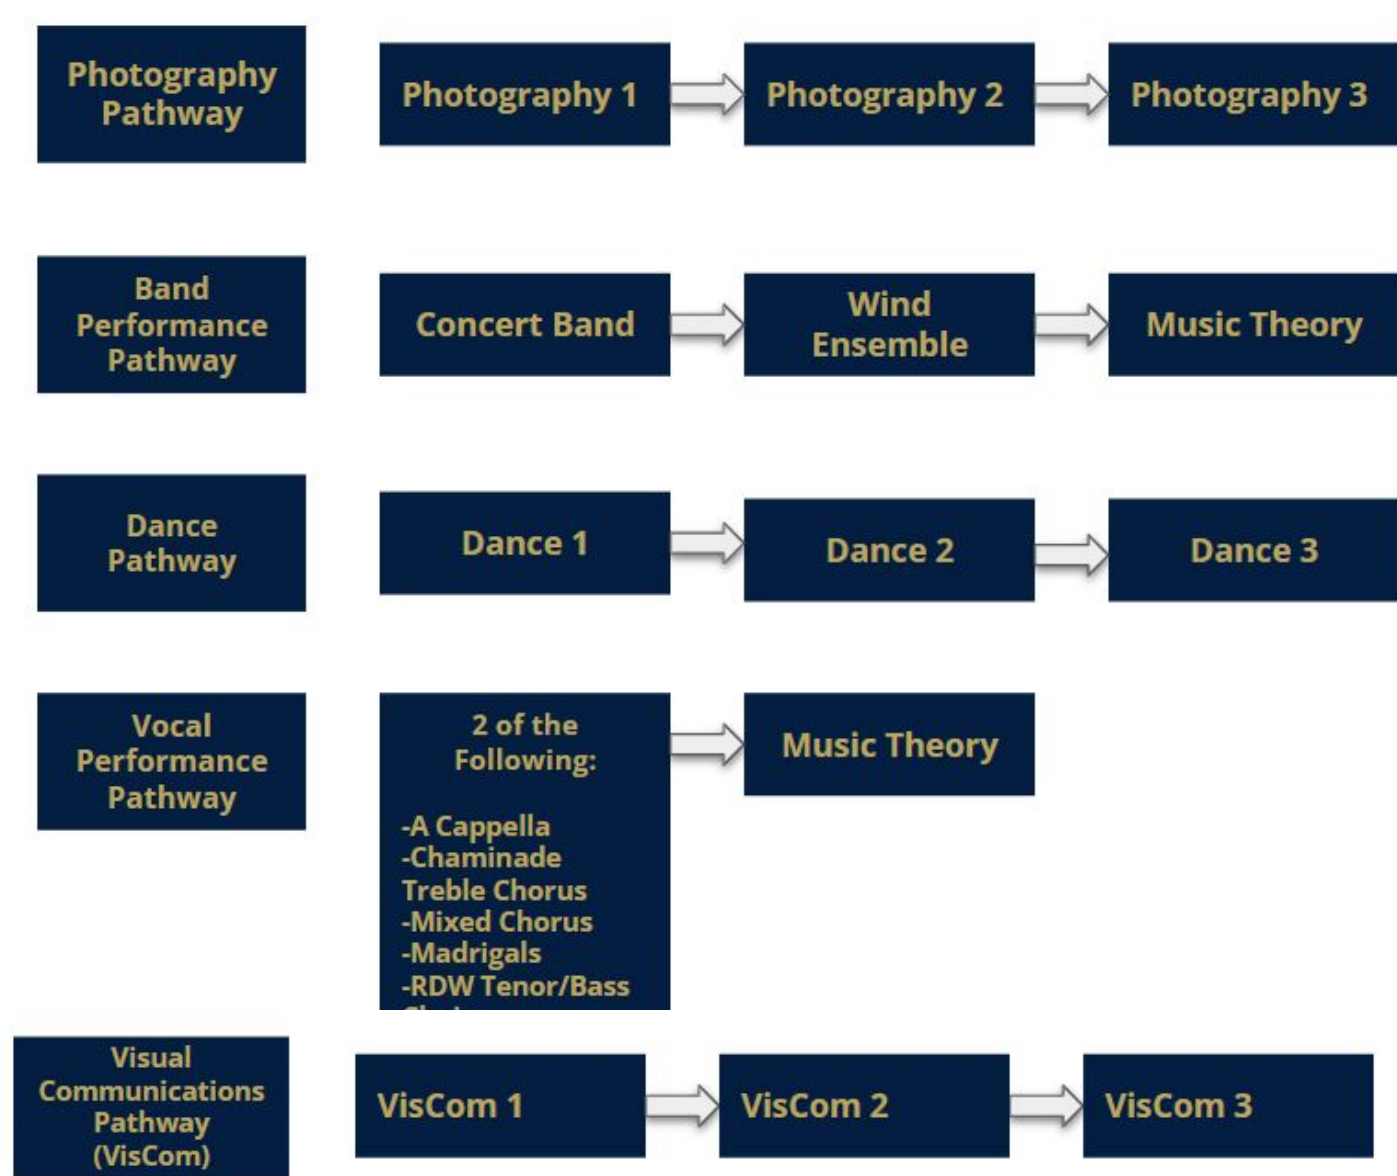 Photography
Pathway
Photography 1
Photography 2
Photography 3
Band
Performance
Pathway
Concert Band
Wind
Ensemble
Music Theory
Dance
Pathway
Dance 1
Dance 2
Dance 3
Vocal
Performance
Pathway
2 of the
Following:
-A Cappella
-Chaminade
Treble Chorus
-Mixed Chorus
-Madrigals
-RDW Tenor/Bass
Music Theory
Visual
Communications
Pathway
(VisCom)
VisCom 1
VisCom 2
VisCom 3